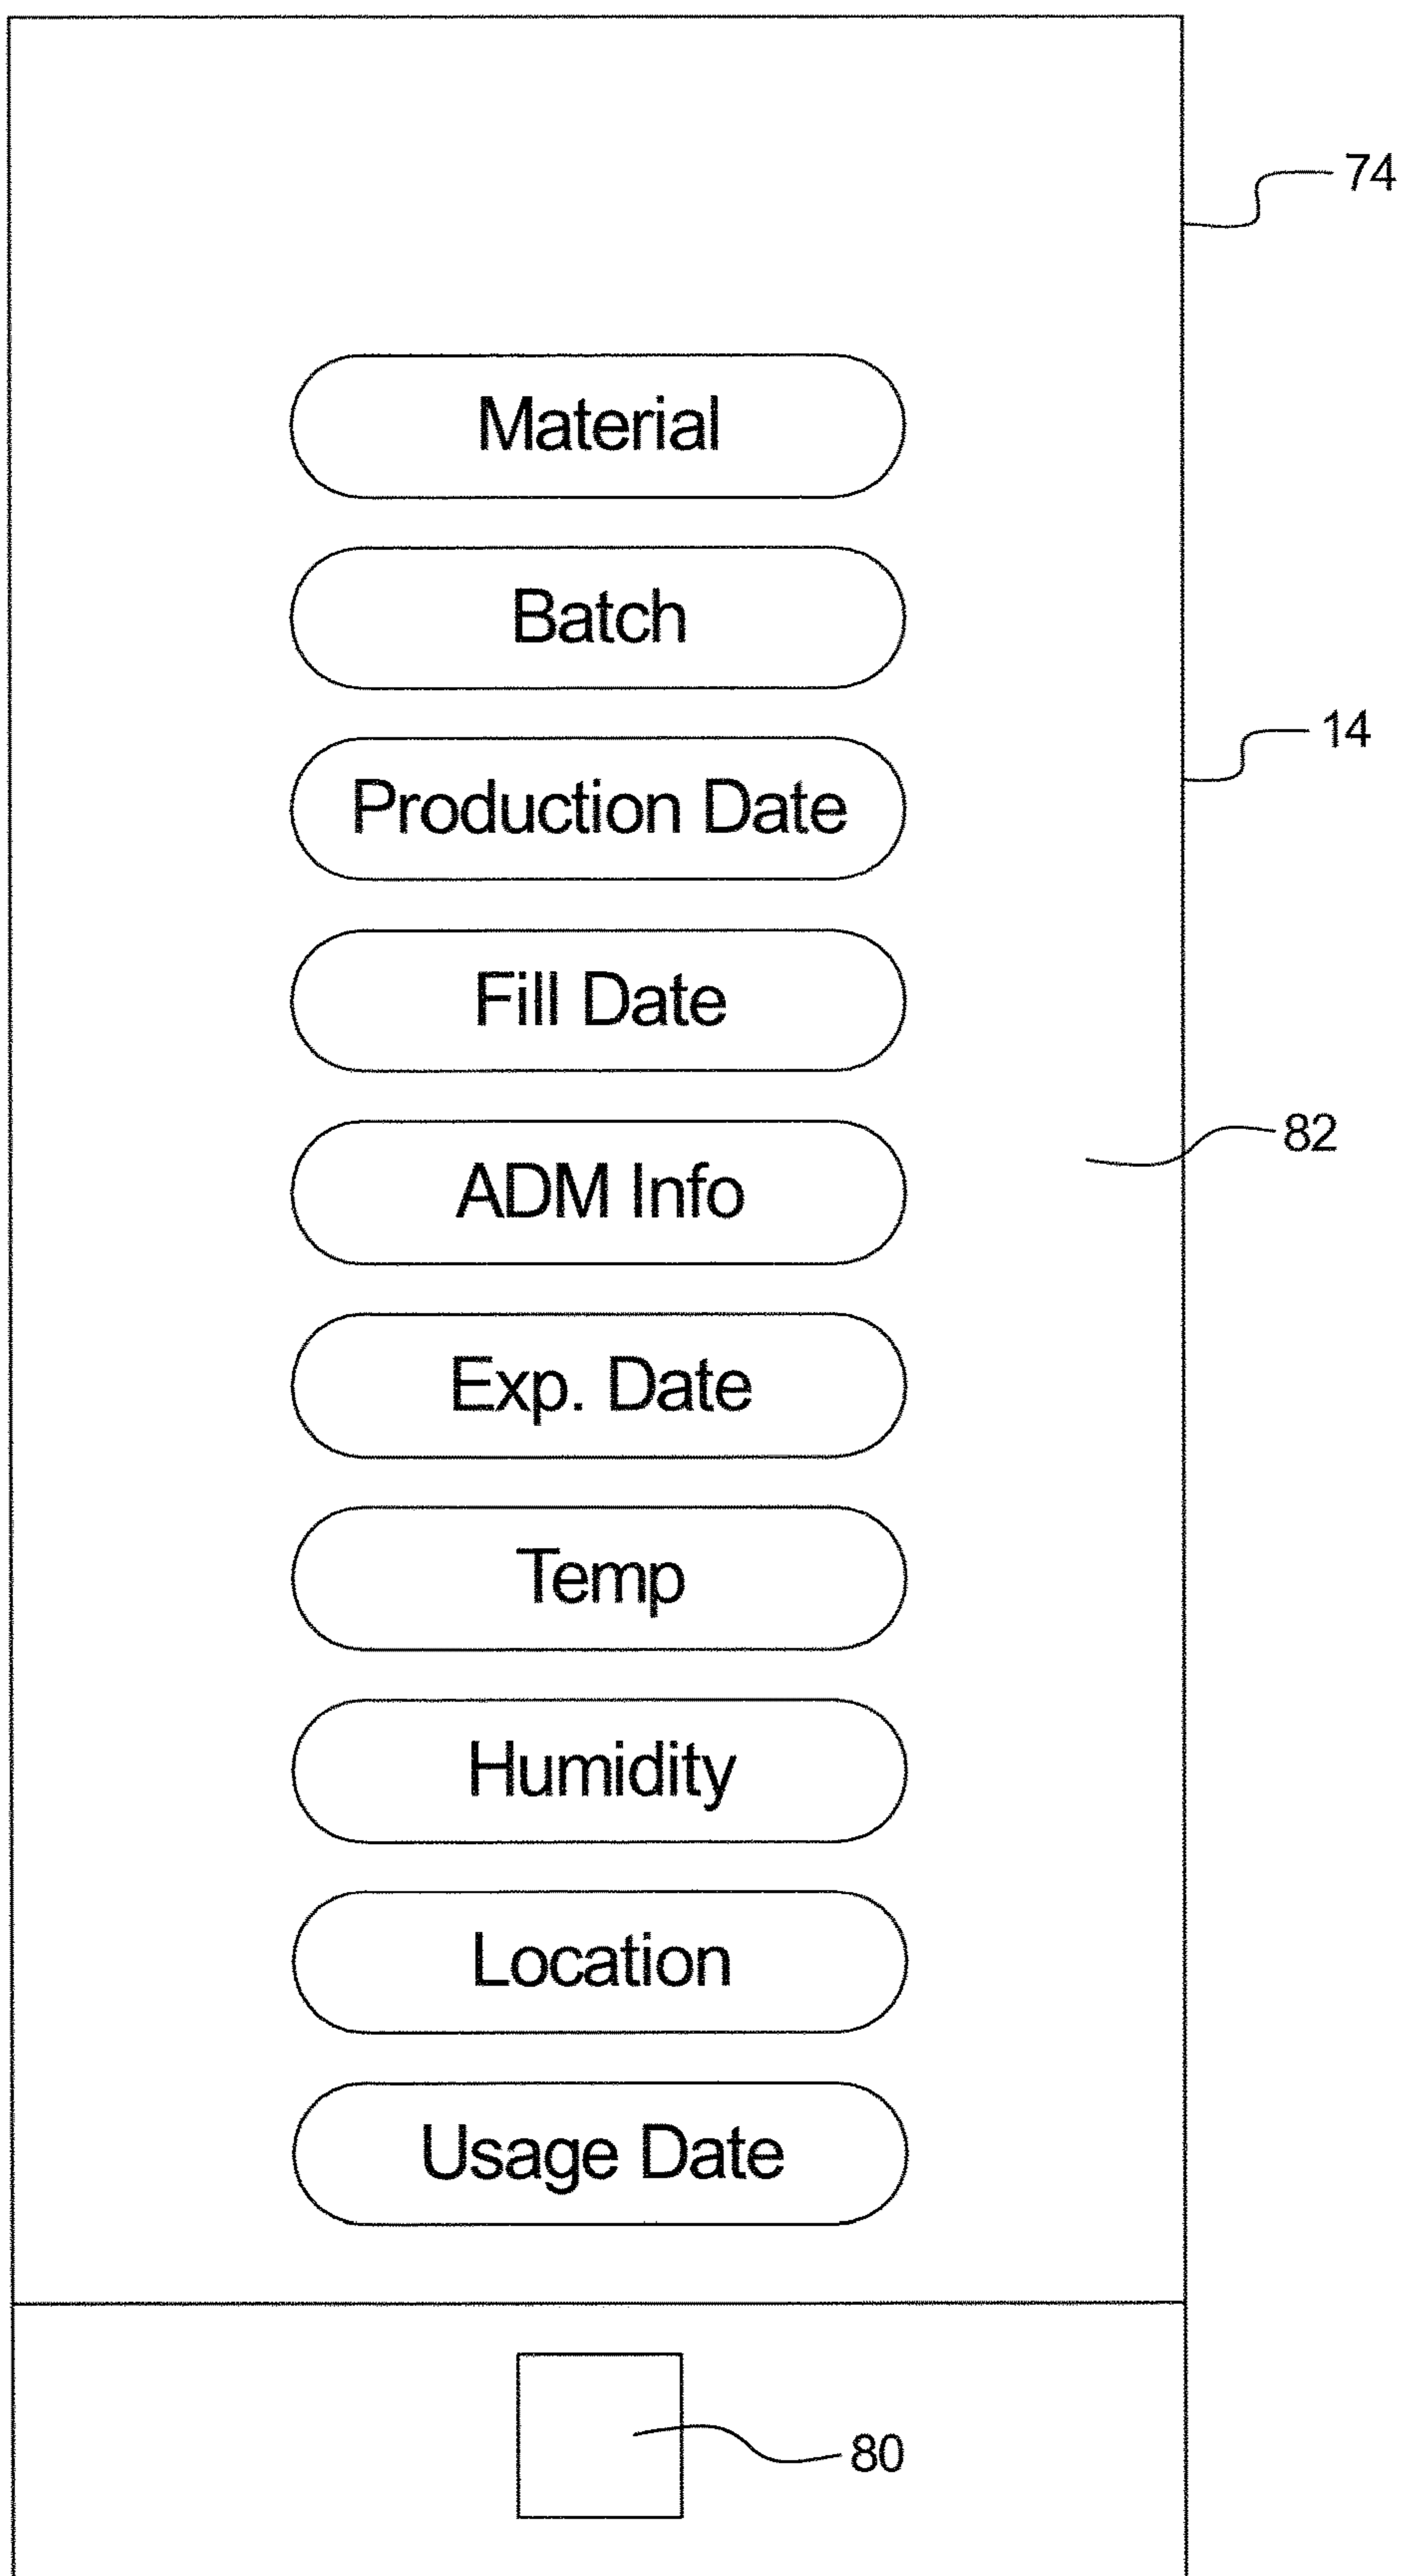 74
Material
Batch
14
Production Date
Fill Date
82
ADM Info
Exp. Date
Temp
Humidity
Location
Usage Date
80